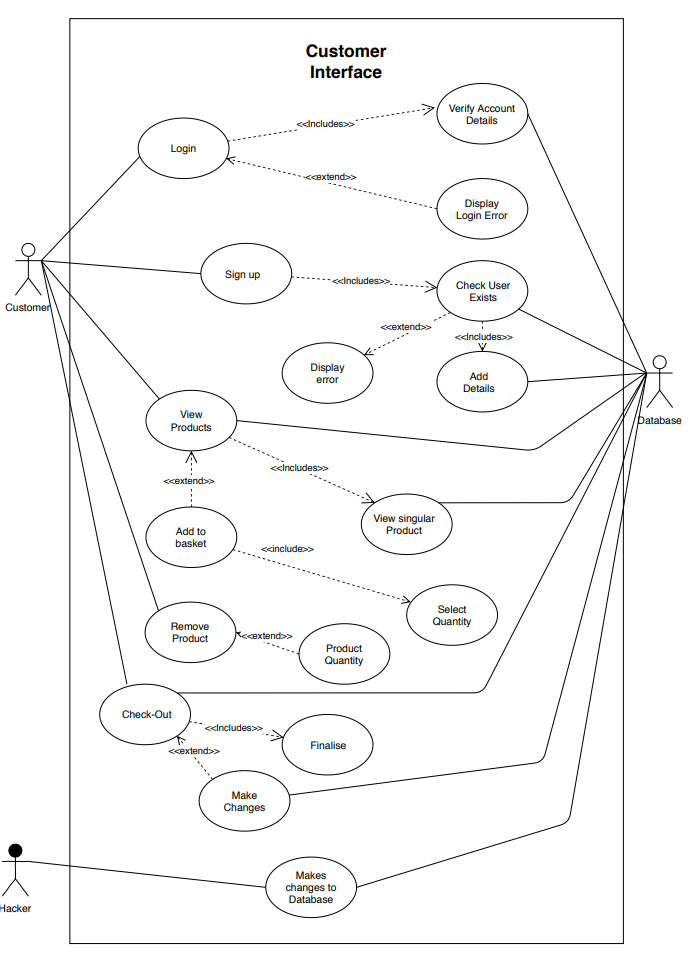 Customer
Interface
Verify Account
Details
<<Includes>>
Login
<<extend>>
Display
Login Error
Sign up
<<Includes>>
Check User
Exists
Customer
<<extend>>
<<Includes>>
Display
error
Add
Details
Database
View
Products
<<Includes>>
<<extend>>
View singular
Product
Add to
basket
<<include>>
Select
Quantity
Remove
Product
<<extend>>
Product
Quantity
Check-Out
<<Includes>>
Finalise
<<extend>>
Make
Changes
Makes
changes to
Database
Hacker